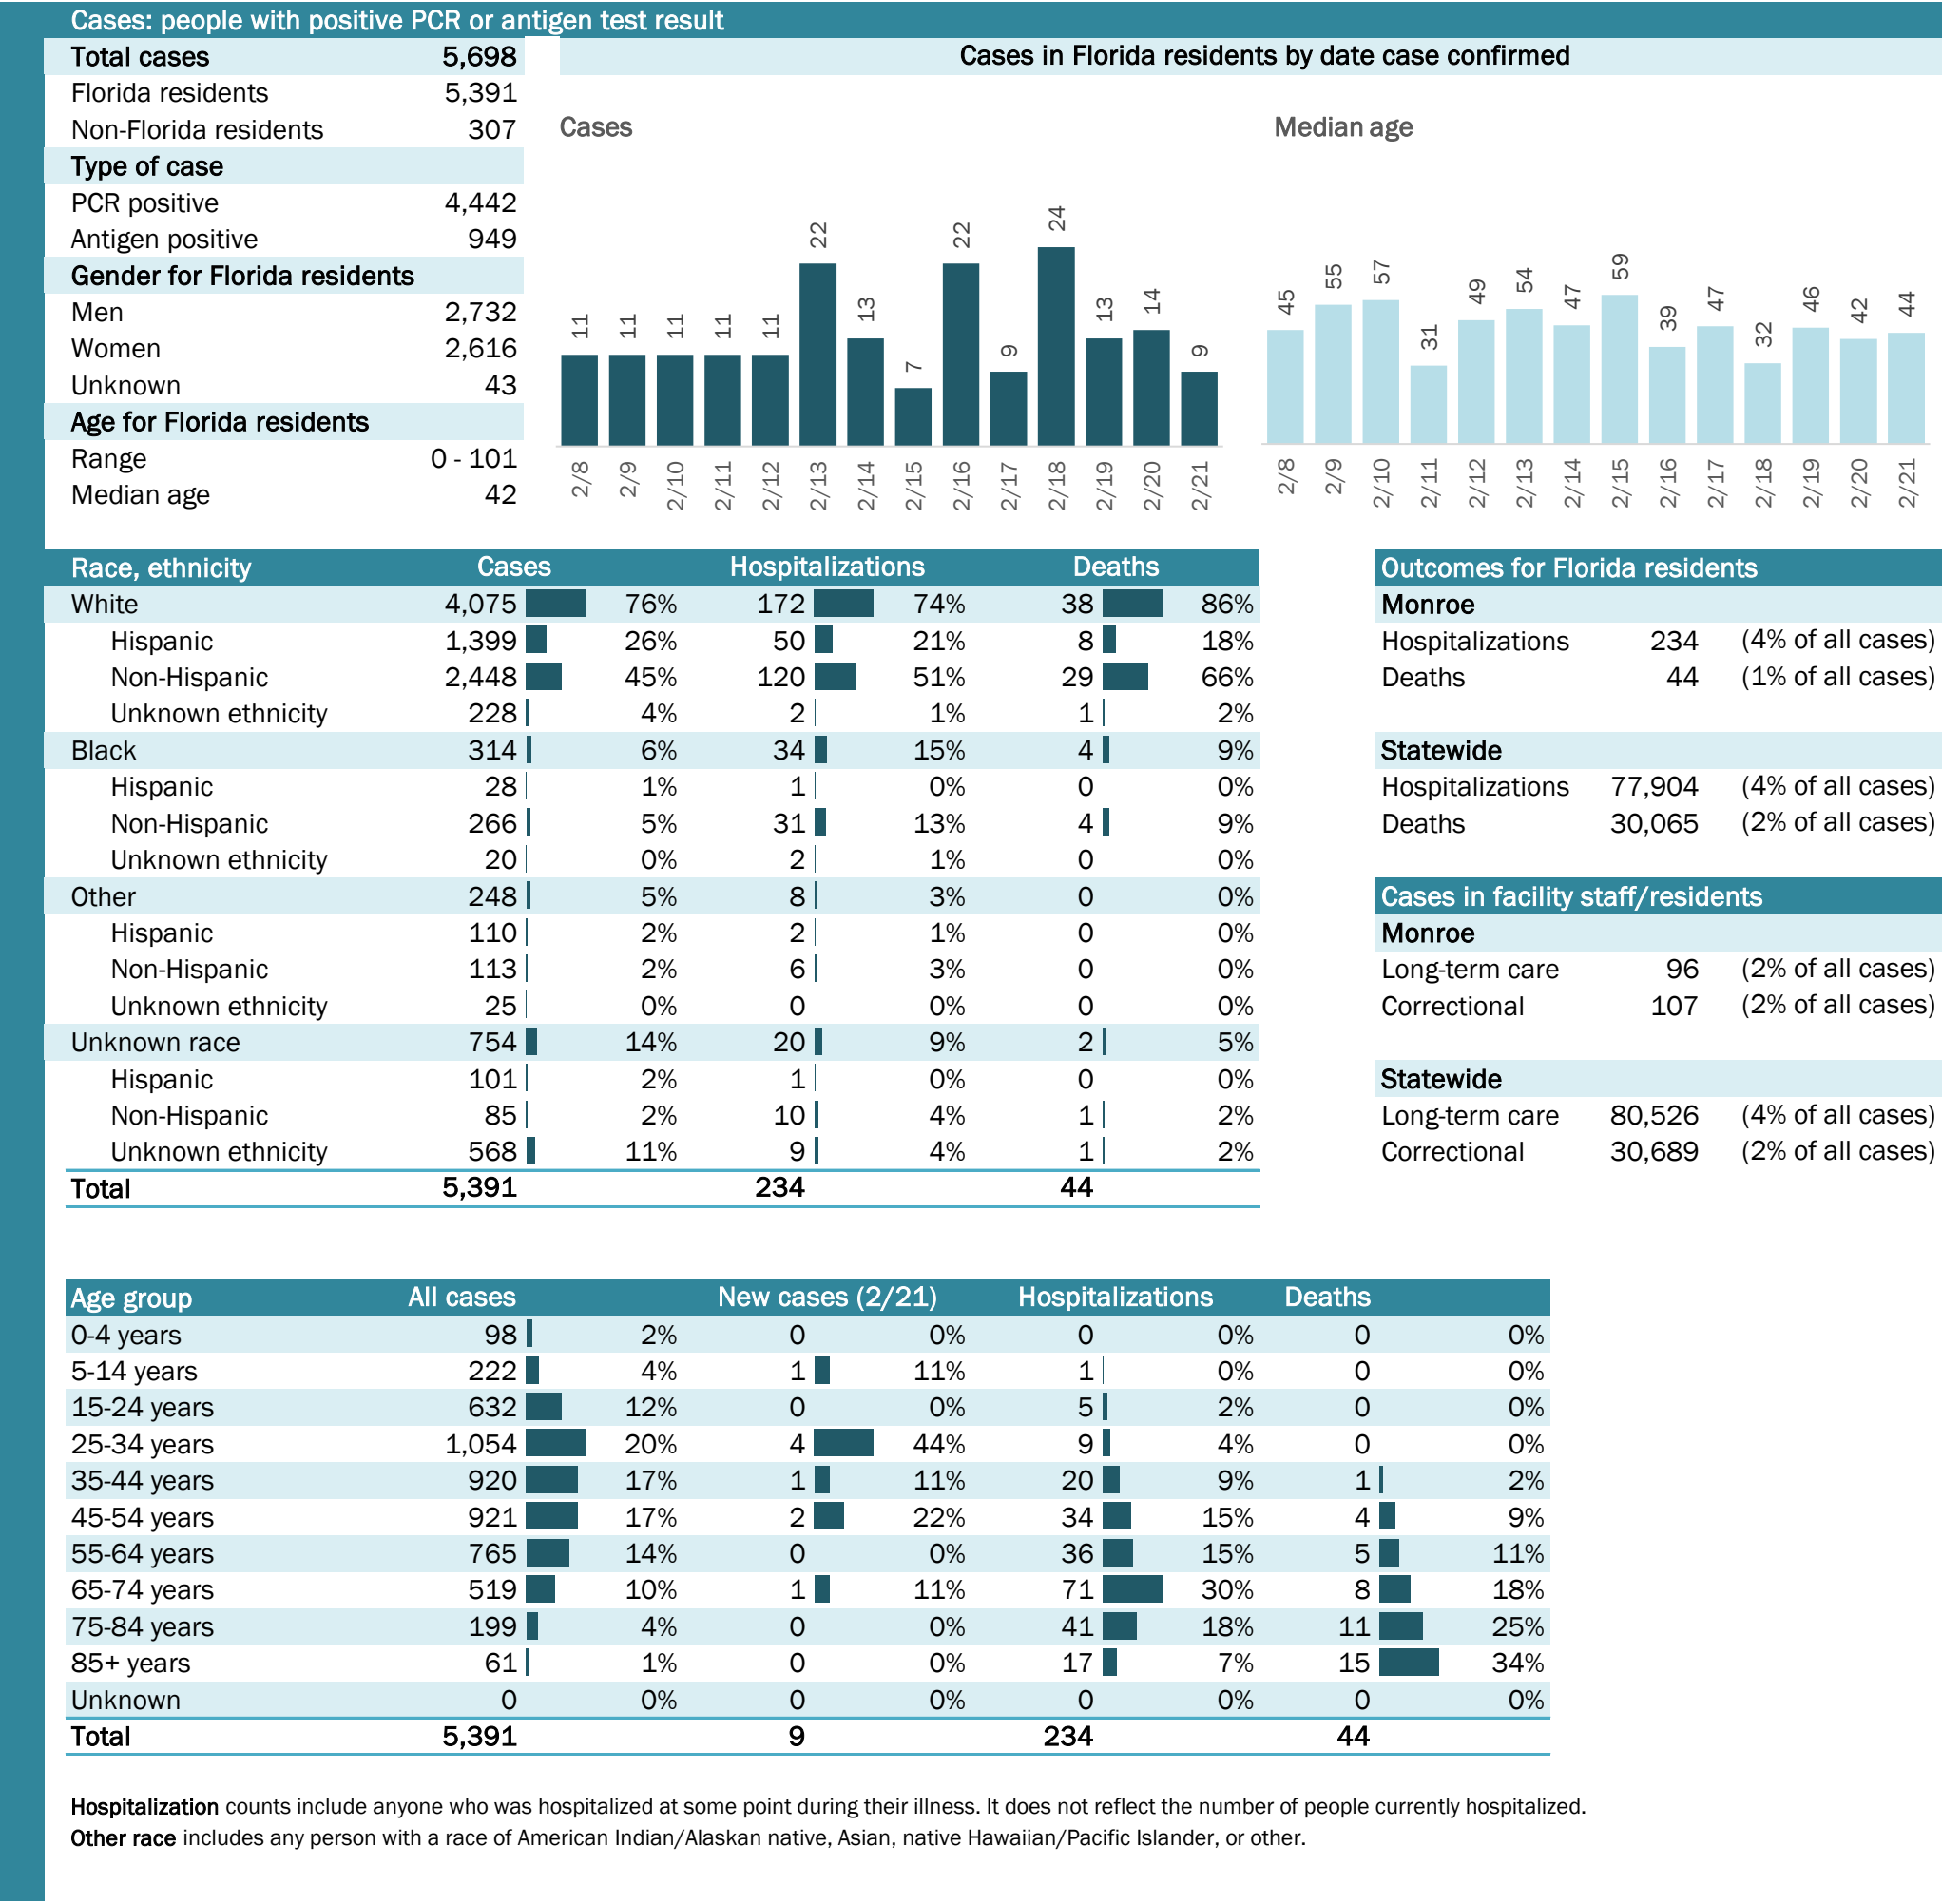 Cases: people with positive PCR or antigen test result
Total cases 5,698
Florida residents 5,391
Non-Florida residents 307
Type of case
PCR positive 4,442
Antigen positive 949
Gender for Florida residents
Men 2,732
Women 2,616
Unknown 43
Age for Florida residents
Range 0 - 101
Median age 42
Cases in Florida residents by date case confirmed
Cases
11 11 11 11 11 22 13 7 22 9 24 13 14 9
2/8 2/9 2/10 2/11 2/12 2/13 2/14 2/15 2/16 2/17 2/18 2/19 2/20 2/21
Median age
45 55 57 31 49 54 47 59 39 47 32 46 42 44
2/8 2/9 2/10 2/11 2/12 2/13 2/14 2/15 2/16 2/17 2/18 2/19 2/20 2/21
Race, ethnicity Cases Hospitalizations Deaths
White 4,075 76% 172 74% 38 86%
Hispanic 1,399 26% 50 21% 8 18%
Non-Hispanic 2,448 45% 120 51% 29 66%
Unknown ethnicity 228 4% 2 1% 1 2%
Black 314 6% 34 15% 4 9%
Hispanic 28 1% 1 0% 0 0%
Non-Hispanic 266 5% 31 13% 4 9%
Unknown ethnicity 20 0% 2 1% 0 0%
Other 248 5% 8 3% 0 0%
Hispanic 110 2% 2 1% 0 0%
Non-Hispanic 113 2% 6 3% 0 0%
Unknown ethnicity 25 0% 0 0% 0 0%
Unknown race 754 14% 20 9% 2 5%
Hispanic 101 2% 1 0% 0 0%
Non-Hispanic 85 2% 10 4% 1 2%
Unknown ethnicity 568 11% 9 4% 1 2%
Total 5,391 234 44
Outcomes for Florida residents
Monroe
Hospitalizations 234 (4% of all cases)
Deaths 44 (1% of all cases)
Statewide
Hospitalizations 77,904 (4% of all cases)
Deaths 30,065 (2% of all cases)
Cases in facility staff/residents
Monroe
Long-term care 96 (2% of all cases)
Correctional 107 (2% of all cases)
Statewide
Long-term care 80,526 (4% of all cases)
Correctional 30,689 (2% of all cases)
Age group All cases New cases (2/21) Hospitalizations Deaths
0-4 years 98 2% 0 0% 0 0% 0 0%
5-14 years 222 4% 1 11% 1 0% 0 0%
15-24 years 632 12% 0 0% 5 2% 0 0%
25-34 years 1,054 20% 4 44% 9 4% 0 0%
35-44 years 920 17% 1 11% 20 9% 1 2%
45-54 years 921 17% 2 22% 34 15% 4 9%
55-64 years 765 14% 0 0% 36 15% 5 11%
65-74 years 519 10% 1 11% 71 30% 8 18%
75-84 years 199 4% 0 0% 41 18% 11 25%
85+ years 61 1% 0 0% 17 7% 15 34%
Unknown 0 0% 0 0% 0 0% 0 0%
Total 5,391 9 234 44
Hospitalization counts include anyone who was hospitalized at some point during their illness. It does not reflect the number of people currently hospitalized.
Other race includes any person with a race of American Indian/Alaskan native, Asian, native Hawaiian/Pacific Islander, or other.